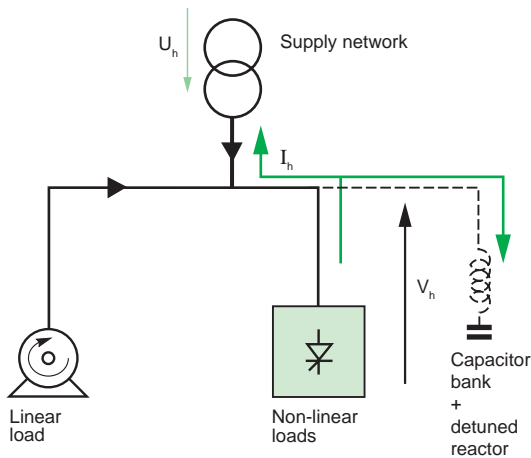 Uh
Supply network
Ih
Vh
Linear
load
Non-linear
loads
Capacitor
bank
+
detuned
reactor